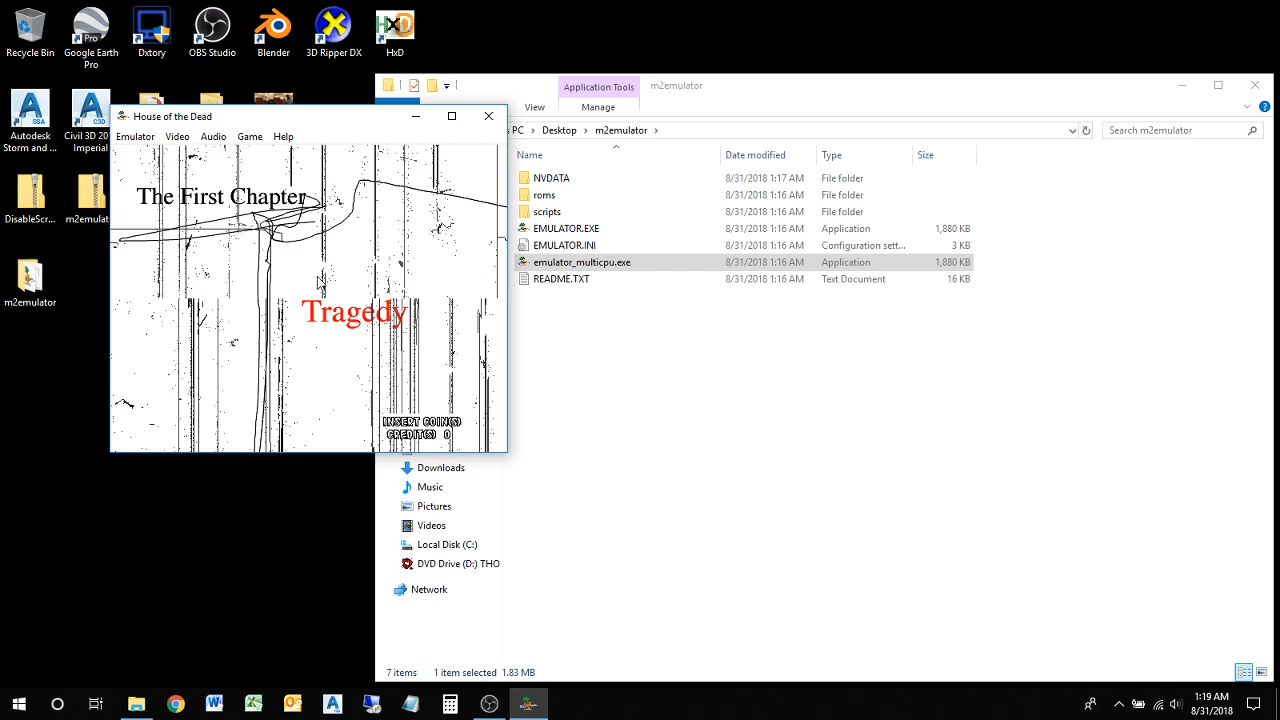 Recycle Bin
Google Earth
Pro
Pro
Dxtory
OBS Studio
Blender
3D Ripper DX
HxD
Autodesk
Storm and ...
SSA
Civil 3D 20...
Imperial
DisableScr...
m2emulat...
m2emulator
House of the Dead
Emulator
Video
Audio
Game
Help
The First Chapter
Tragedy
INSERT COIN(S)
CREDIT(S) 0
Application Tools
m2emulator
View
Manage
s PC
Desktop
m2emulator
Search m2emulator
Name
Date modified
Type
Size
NVDATA
8/31/2018 1:17 AM
File folder
roms
8/31/2018 1:16 AM
File folder
scripts
8/31/2018 1:16 AM
File folder
EMULATOR.EXE
8/31/2018 1:16 AM
Application
1,880 KB
EMULATOR.INI
8/31/2018 1:16 AM
Configuration sett...
3 KB
emulator_multicpu.exe
8/31/2018 1:16 AM
Application
1,880 KB
README.TXT
8/31/2018 1:16 AM
Text Document
16 KB
Downloads
Music
Pictures
Videos
Local Disk (C:)
DVD Drive (D:) THO
Network
7 items
1 item selected 1.83 MB
1:19 AM
8/31/2018